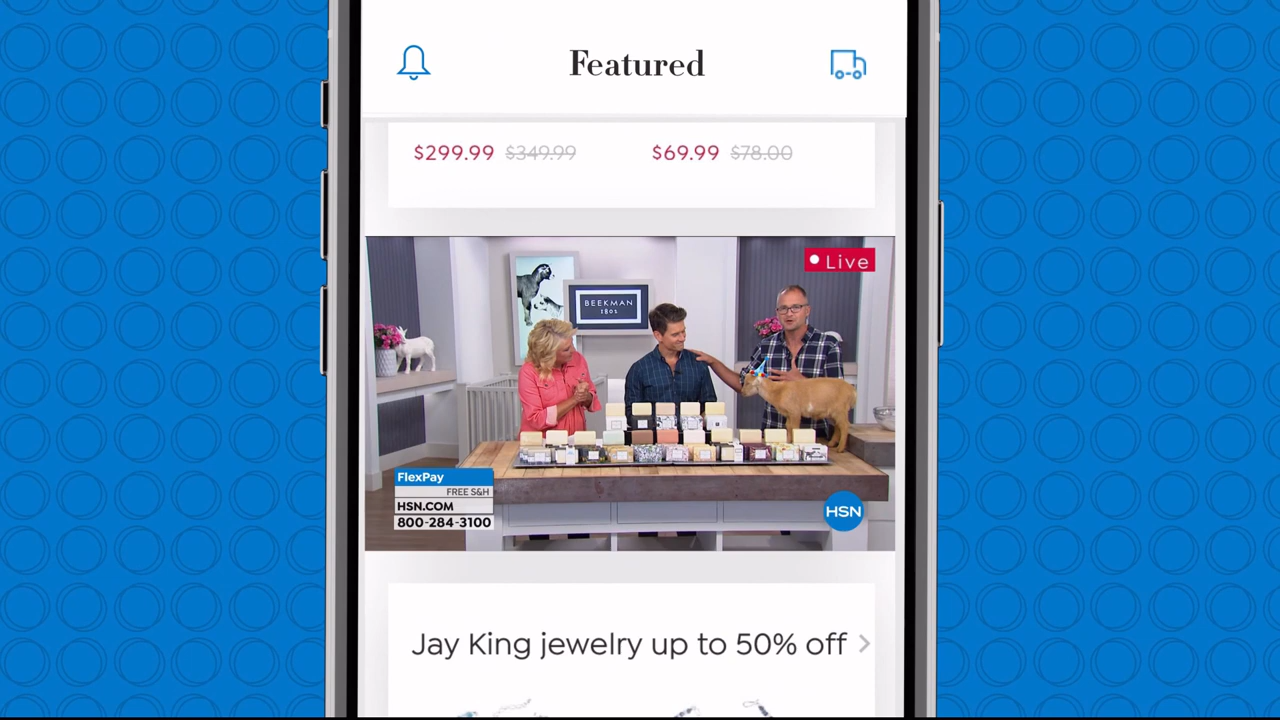 Featured
$299.99 $349.99 $69.99 $78.00
Live
BEEKMAN
1802
FlexPay
FREE S&H
HSN.COM
800-284-3100
HSN
Jay King jewelry up to 50% off